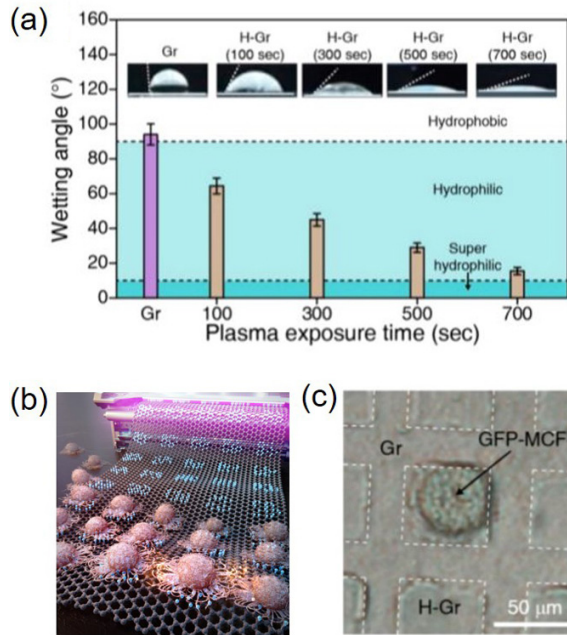 (a)
160
140
120
100
80
60
40
20
0
Wetting angle (°)
Gr
H-Gr
(100 sec)
H-Gr
(300 sec)
H-Gr
(500 sec)
H-Gr
(700 sec)
Hydrophobic
Hydrophilic
Super
hydrophilic
Gr
100
300
500
700
Plasma exposure time (sec)
(b)
(c)
Gr
GFP-MCF
H-Gr
50 μm